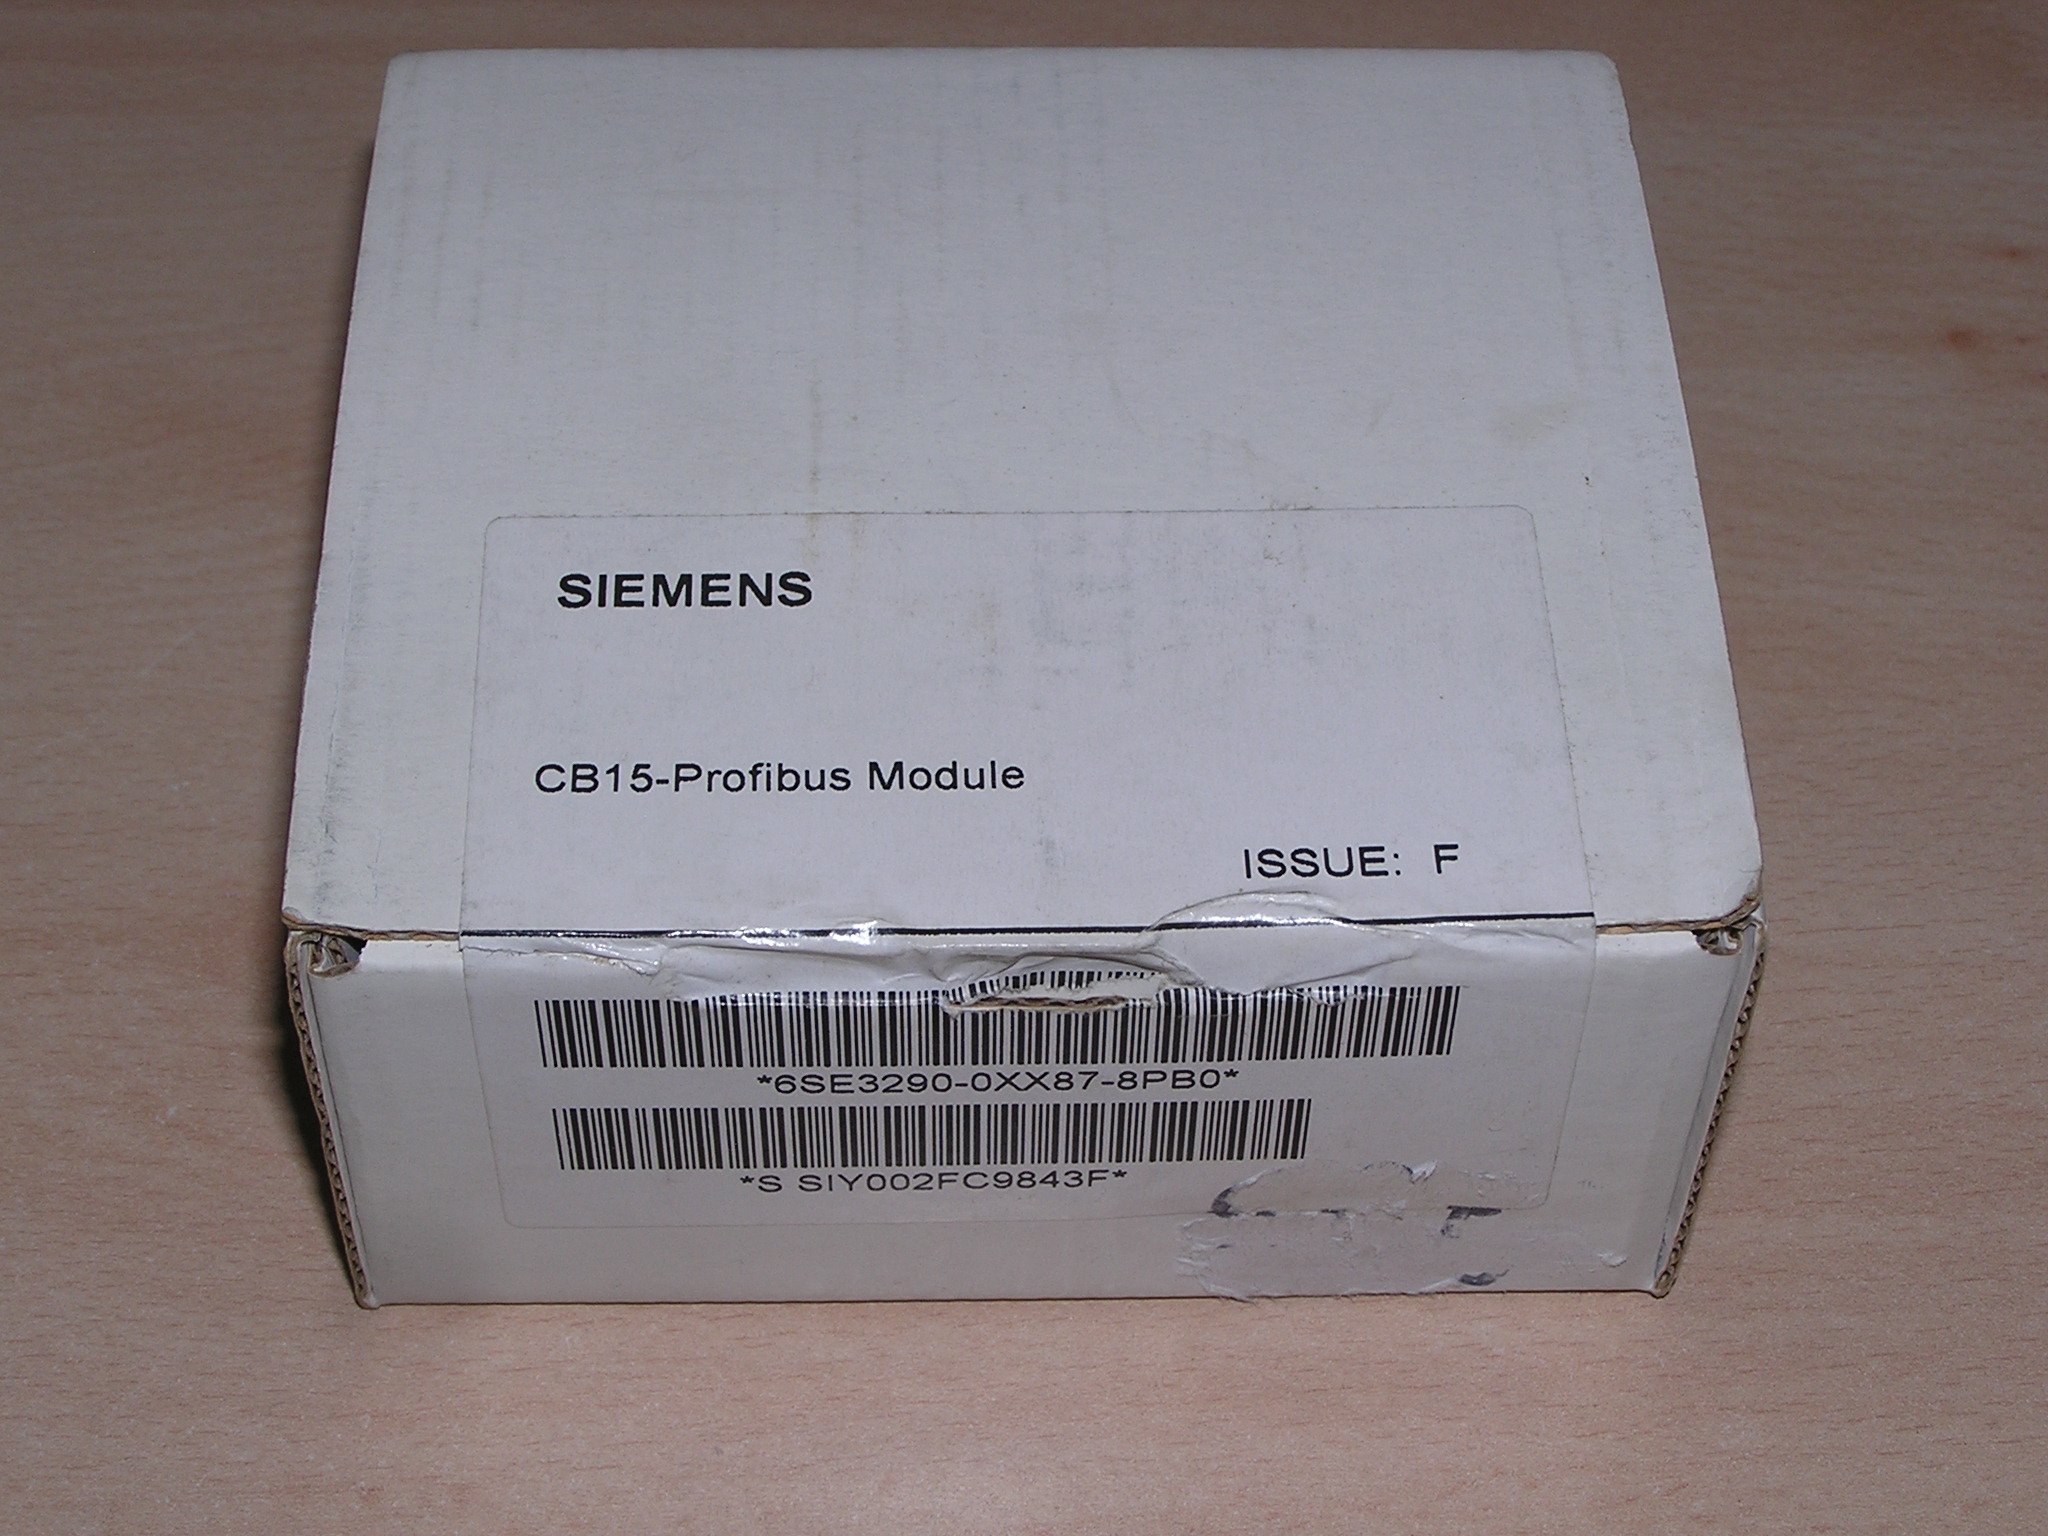 SIEMENS
CB15-Profibus Module
ISSUE: F
*6SE3290-0XX87-8PB0*
*S SIY002FC9843F*